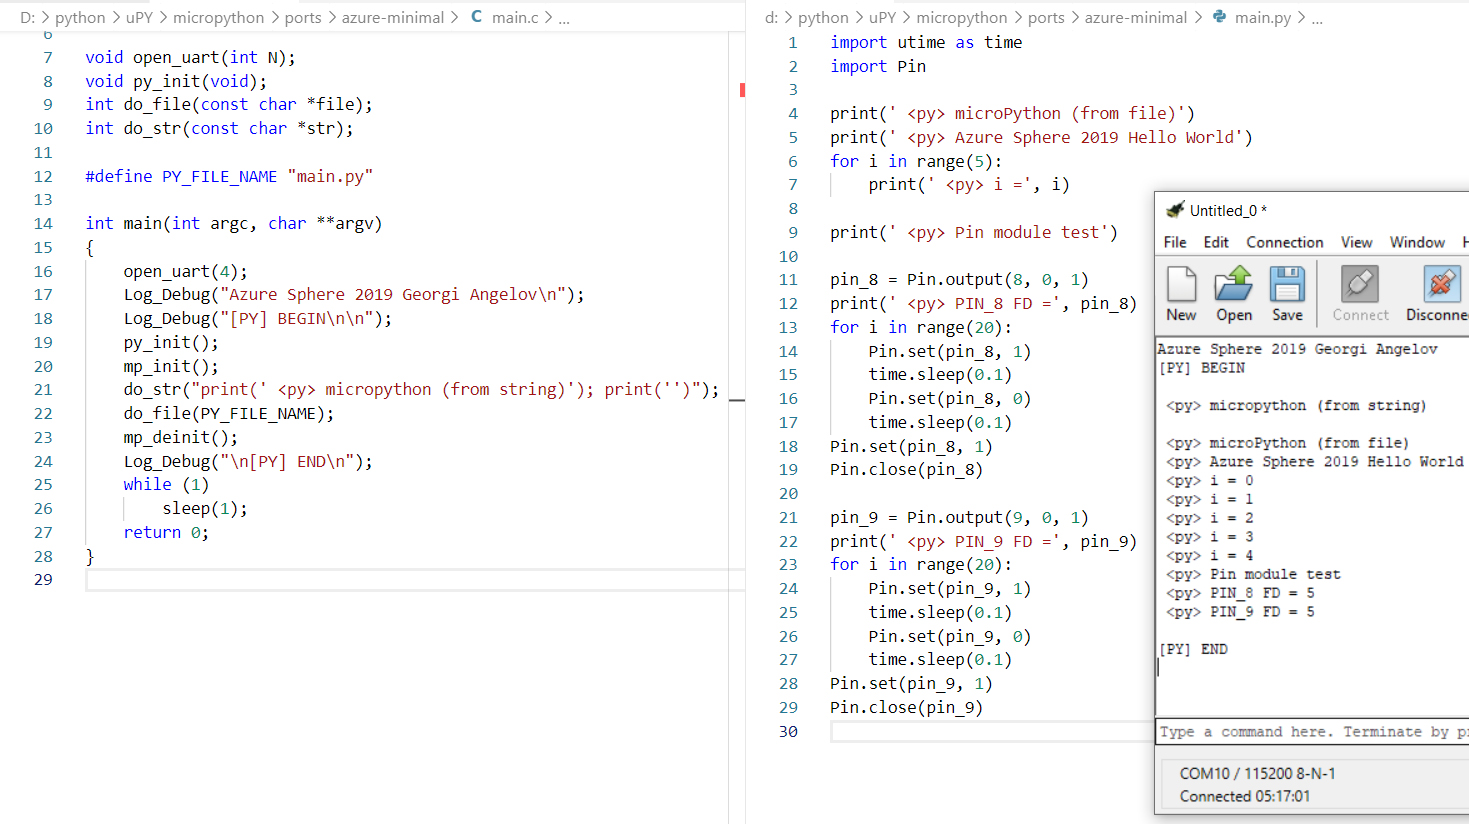 D: > python > uPY > micropython > ports > azure-minimal > C main.c > ...
6
7 void open_uart(int N);
8 void py_init(void);
9 int do_file(const char *file);
10 int do_str(const char *str);
11
12 #define PY_FILE_NAME "main.py"
13
14 int main(int argc, char **argv)
15 {
16 open_uart(4);
17 Log_Debug("Azure Sphere 2019 Georgi Angelov\n");
18 Log_Debug("[PY] BEGIN\n\n");
19 py_init();
20 mp_init();
21 do_str("print(' <py> micropython (from string)'); print('')");
22 do_file(PY_FILE_NAME);
23 mp_deinit();
24 Log_Debug("\n[PY] END\n");
25 while (1)
26 sleep(1);
27 return 0;
28 }
29
d: > python > uPY > micropython > ports > azure-minimal > main.py > ...
1 import utime as time
2 import Pin
3
4 print(' <py> microPython (from file)')
5 print(' <py> Azure Sphere 2019 Hello World')
6 for i in range(5):
7 print(' <py> i =', i)
8
9 print(' <py> Pin module test')
10
11 pin_8 = Pin.output(8, 0, 1)
12 print(' <py> PIN_8 FD =', pin_8)
13 for i in range(20):
14 Pin.set(pin_8, 1)
15 time.sleep(0.1)
16 Pin.set(pin_8, 0)
17 time.sleep(0.1)
18 Pin.set(pin_8, 1)
19 Pin.close(pin_8)
20
21 pin_9 = Pin.output(9, 0, 1)
22 print(' <py> PIN_9 FD =', pin_9)
23 for i in range(20):
24 Pin.set(pin_9, 1)
25 time.sleep(0.1)
26 Pin.set(pin_9, 0)
27 time.sleep(0.1)
28 Pin.set(pin_9, 1)
29 Pin.close(pin_9)
30
Untitled_0 *
File Edit Connection View Window H
New Open Save Connect Disconne
Azure Sphere 2019 Georgi Angelov
[PY] BEGIN
<py> micropython (from string)
<py> microPython (from file)
<py> Azure Sphere 2019 Hello World
<py> i = 0
<py> i = 1
<py> i = 2
<py> i = 3
<py> i = 4
<py> Pin module test
<py> PIN_8 FD = 5
<py> PIN_9 FD = 5
[PY] END
Type a command here. Terminate by p
COM10 / 115200 8-N-1
Connected 05:17:01